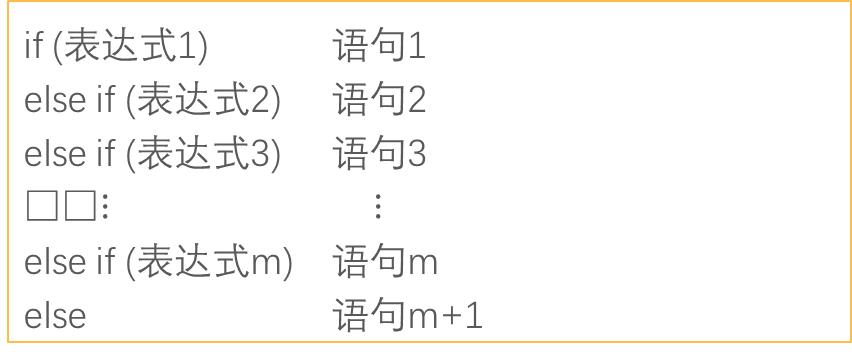 if (表达式1) 语句1
else if (表达式2) 语句2
else if (表达式3) 语句3
□□⋮ ⋮
else if (表达式m) 语句m
else 语句m+1